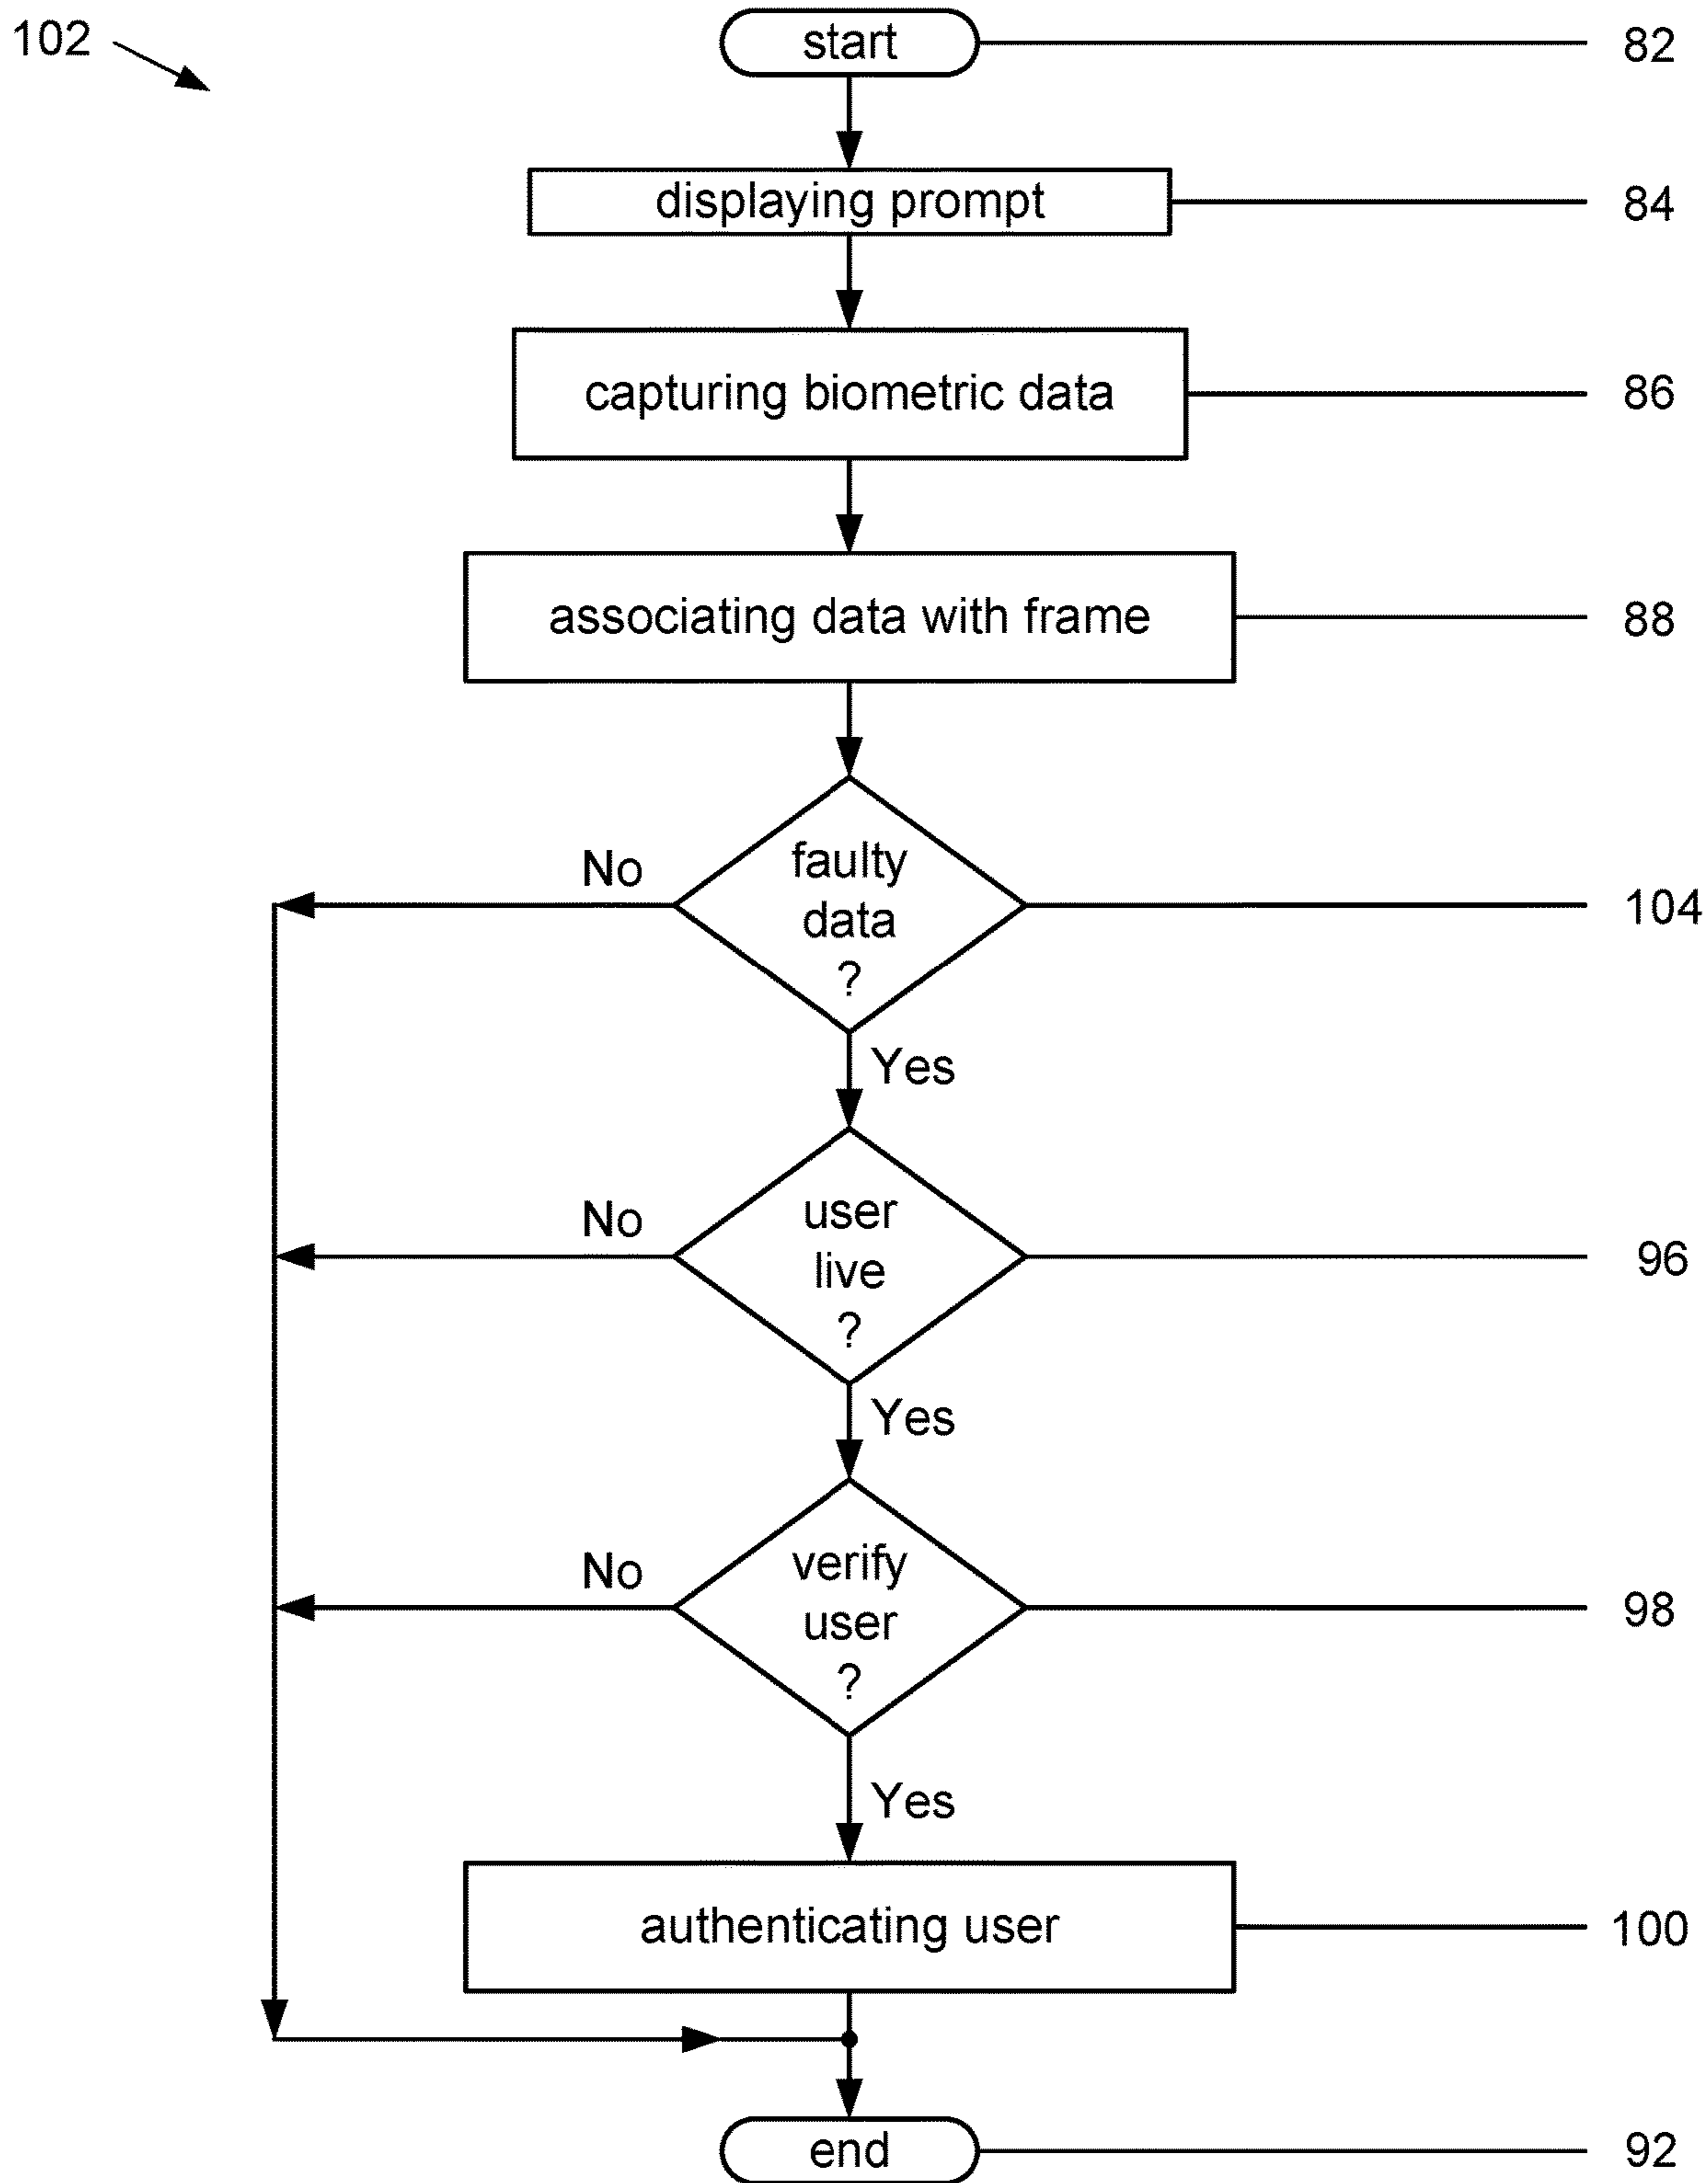 102
start
82
displaying prompt
84
capturing biometric data
86
associating data with frame
88
faulty
data
?
No
104
Yes
user
live
?
No
96
Yes
verify
user
?
No
98
Yes
authenticating user
100
end
92